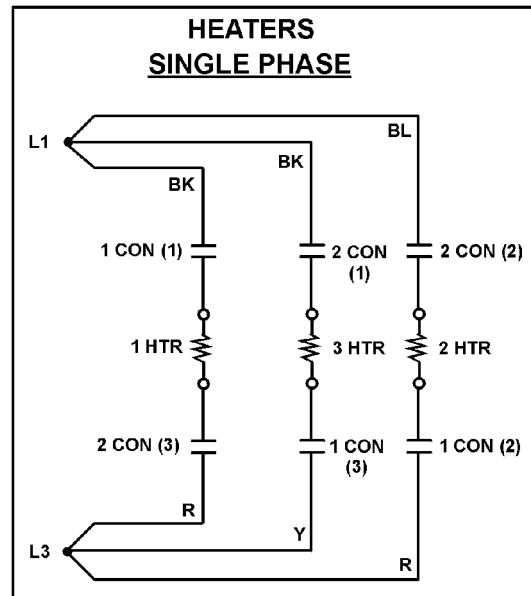 HEATERS
SINGLE PHASE
L1
BL
BK
BK
1 CON (1)
2 CON
(1)
2 CON (2)
1 HTR
3 HTR
2 HTR
2 CON (3)
1 CON
(3)
1 CON (2)
R
Y
R
L3